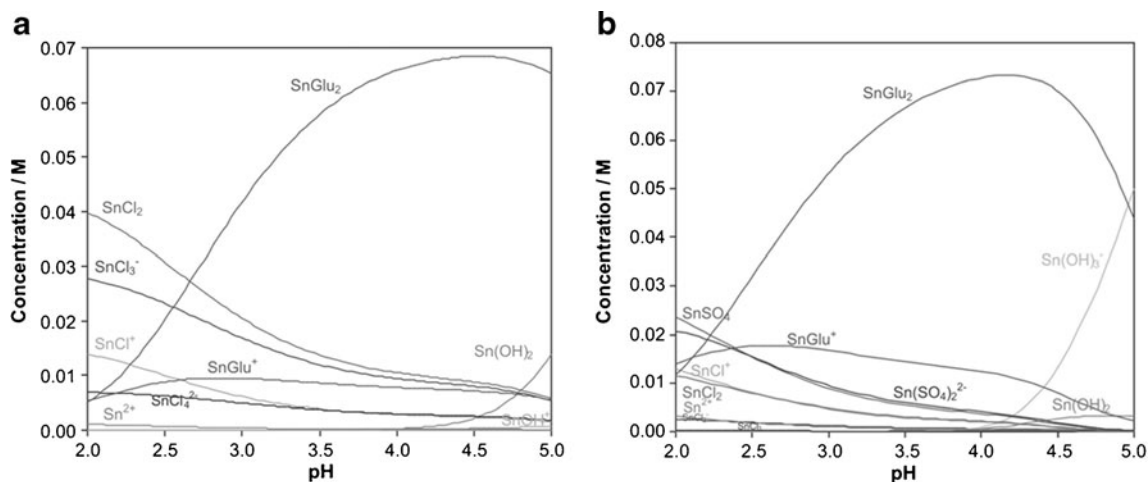 a
0.07
0.06
0.05
0.04
0.03
0.02
0.01
0.00
Concentration / M
2.0 2.5 3.0 3.5 4.0 4.5 5.0
pH
SnGlu₂
SnCl₂
SnCl₃⁻
SnCl⁺
SnGlu⁺
SnCl₄²⁻
Sn²⁺
Sn(OH)₂
SnOH⁺
b
0.08
0.07
0.06
0.05
0.04
0.03
0.02
0.01
0.00
Concentration / M
2.0 2.5 3.0 3.5 4.0 4.5 5.0
pH
SnGlu₂
Sn(OH)₃⁻
SnSO₄
SnGlu⁺
SnCl⁺
SnCl₂
Sn²⁺
Sn(SO₄)₂²⁻
Sn(OH)₂